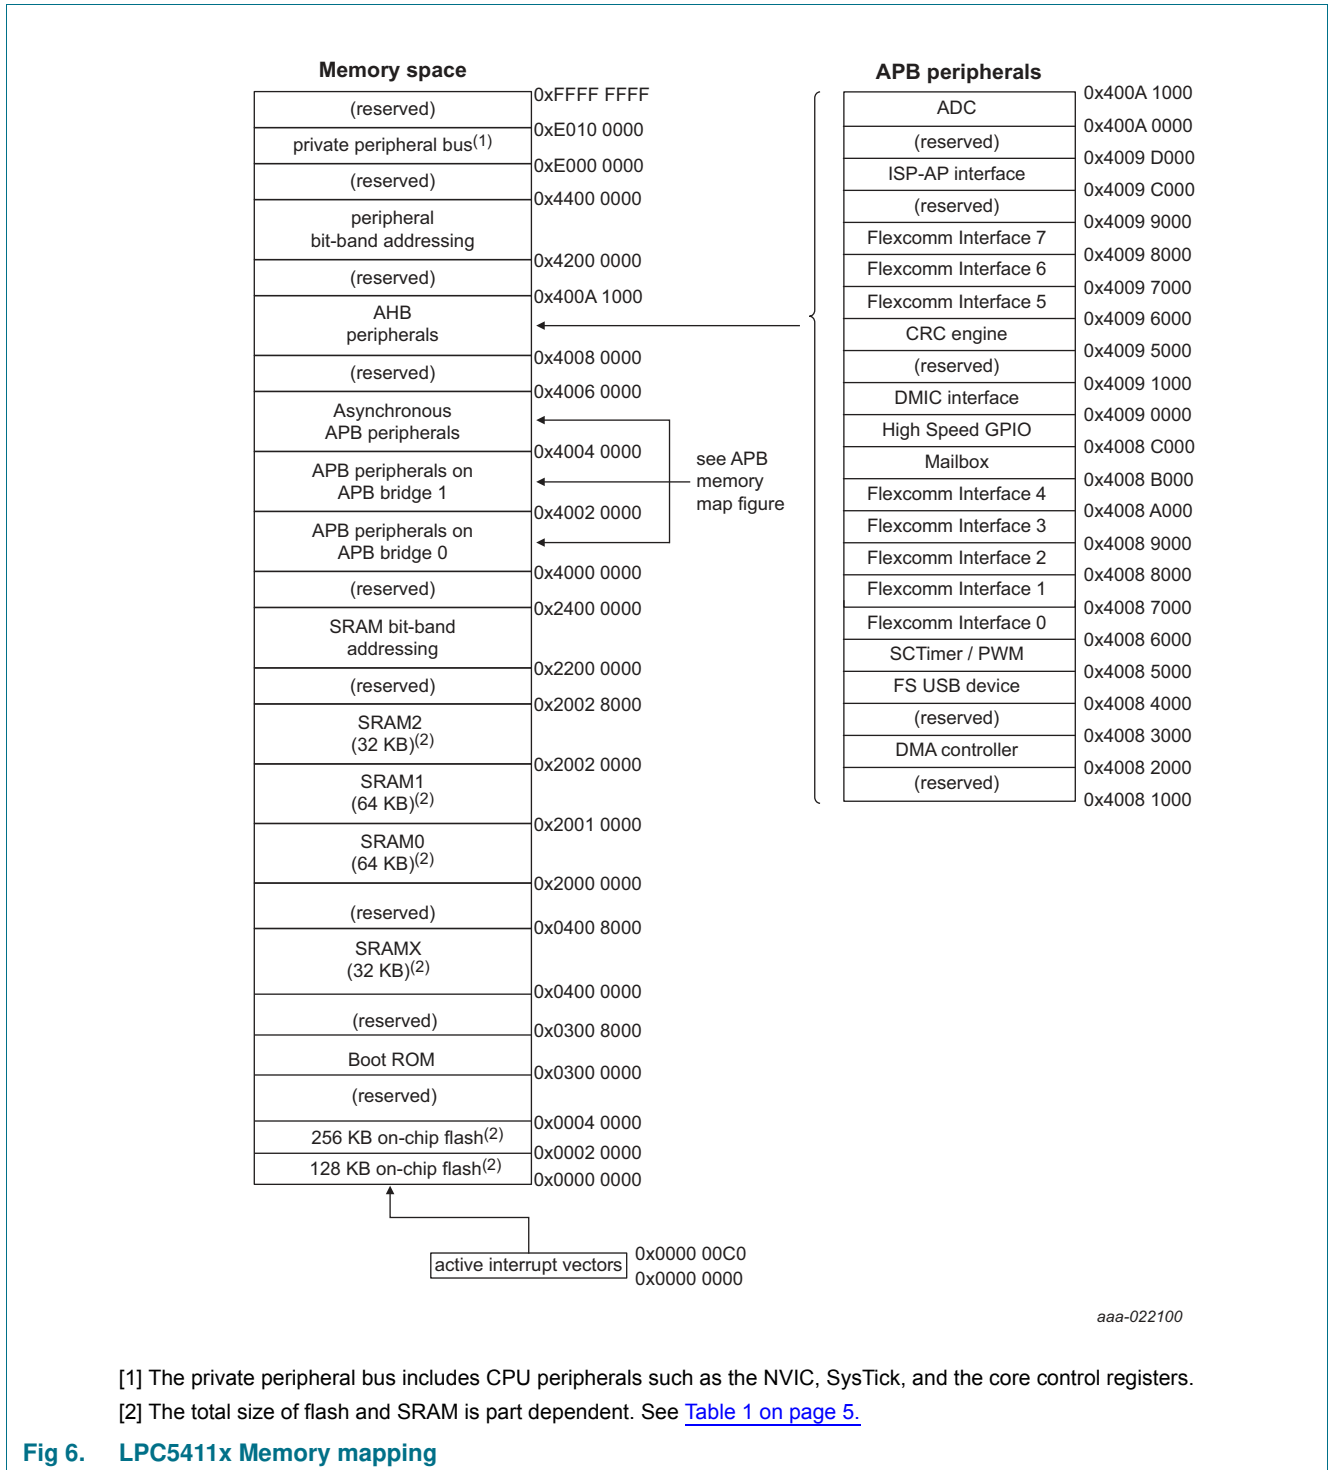 Memory space
0xFFFF FFFF
(reserved)
0xE010 0000
private peripheral bus(1)
0xE000 0000
(reserved)
0x4400 0000
peripheral
bit-band addressing
0x4200 0000
(reserved)
0x400A 1000
AHB
peripherals
0x4008 0000
(reserved)
0x4006 0000
Asynchronous
APB peripherals
0x4004 0000
APB peripherals on
APB bridge 1
0x4002 0000
APB peripherals on
APB bridge 0
0x4000 0000
(reserved)
0x2400 0000
SRAM bit-band
addressing
0x2200 0000
(reserved)
0x2002 8000
SRAM2
(32 KB)(2)
0x2002 0000
SRAM1
(64 KB)(2)
0x2001 0000
SRAM0
(64 KB)(2)
0x2000 0000
(reserved)
0x0400 8000
SRAMX
(32 KB)(2)
0x0400 0000
(reserved)
0x0300 8000
Boot ROM
0x0300 0000
(reserved)
0x0004 0000
256 KB on-chip flash(2)
0x0002 0000
128 KB on-chip flash(2)
0x0000 0000
see APB
memory
map figure
active interrupt vectors
0x0000 00C0
0x0000 0000
APB peripherals
0x400A 1000
ADC
0x400A 0000
(reserved)
0x4009 D000
ISP-AP interface
0x4009 C000
(reserved)
0x4009 9000
Flexcomm Interface 7
0x4009 8000
Flexcomm Interface 6
0x4009 7000
Flexcomm Interface 5
0x4009 6000
CRC engine
0x4009 5000
(reserved)
0x4009 1000
DMIC interface
0x4009 0000
High Speed GPIO
0x4008 C000
Mailbox
0x4008 B000
Flexcomm Interface 4
0x4008 A000
Flexcomm Interface 3
0x4008 9000
Flexcomm Interface 2
0x4008 8000
Flexcomm Interface 1
0x4008 7000
Flexcomm Interface 0
0x4008 6000
SCTimer / PWM
0x4008 5000
FS USB device
0x4008 4000
(reserved)
0x4008 3000
DMA controller
0x4008 2000
(reserved)
0x4008 1000
aaa-022100
[1] The private peripheral bus includes CPU peripherals such as the NVIC, SysTick, and the core control registers.
[2] The total size of flash and SRAM is part dependent. See Table 1 on page 5.
Fig 6. LPC5411x Memory mapping